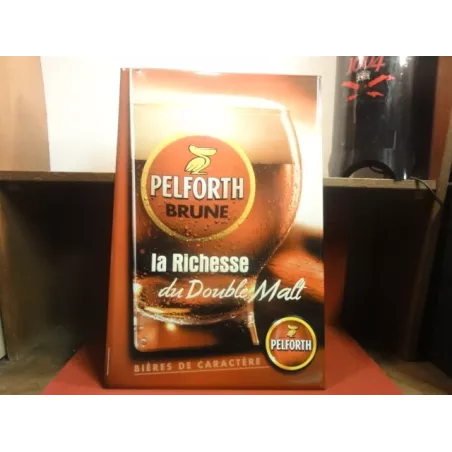 PELFORTH
BRUNE
la Richesse
du Double Malt
BIÈRES DE CARACTÈRE
PELFORTH